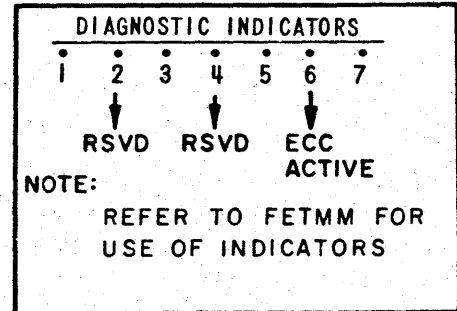 DIAGNOSTIC INDICATORS
1 2 3 4 5 6 7
RSVD RSVD ECC
ACTIVE
NOTE:
REFER TO FETMM FOR
USE OF INDICATORS